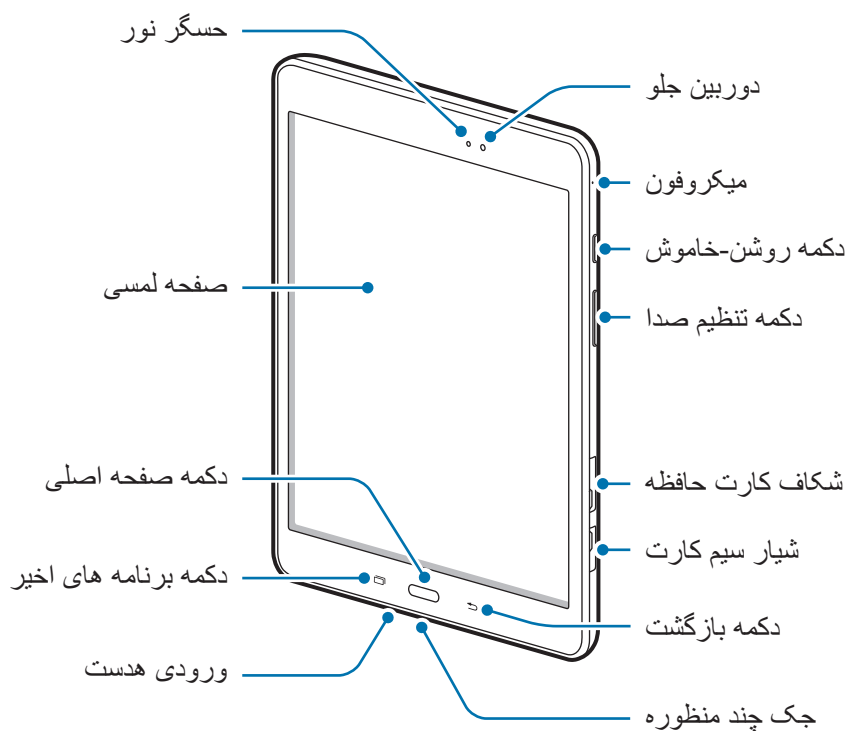 حسگر نور
دوربین جلو
میکروفون
دکمه روشن-خاموش
صفحه لمسی
دکمه تنظیم صدا
دکمه صفحه اصلی
شکاف کارت حافظه
شیار سیم کارت
دکمه برنامه های اخیر
دکمه بازگشت
ورودی هدست
جک چند منظوره